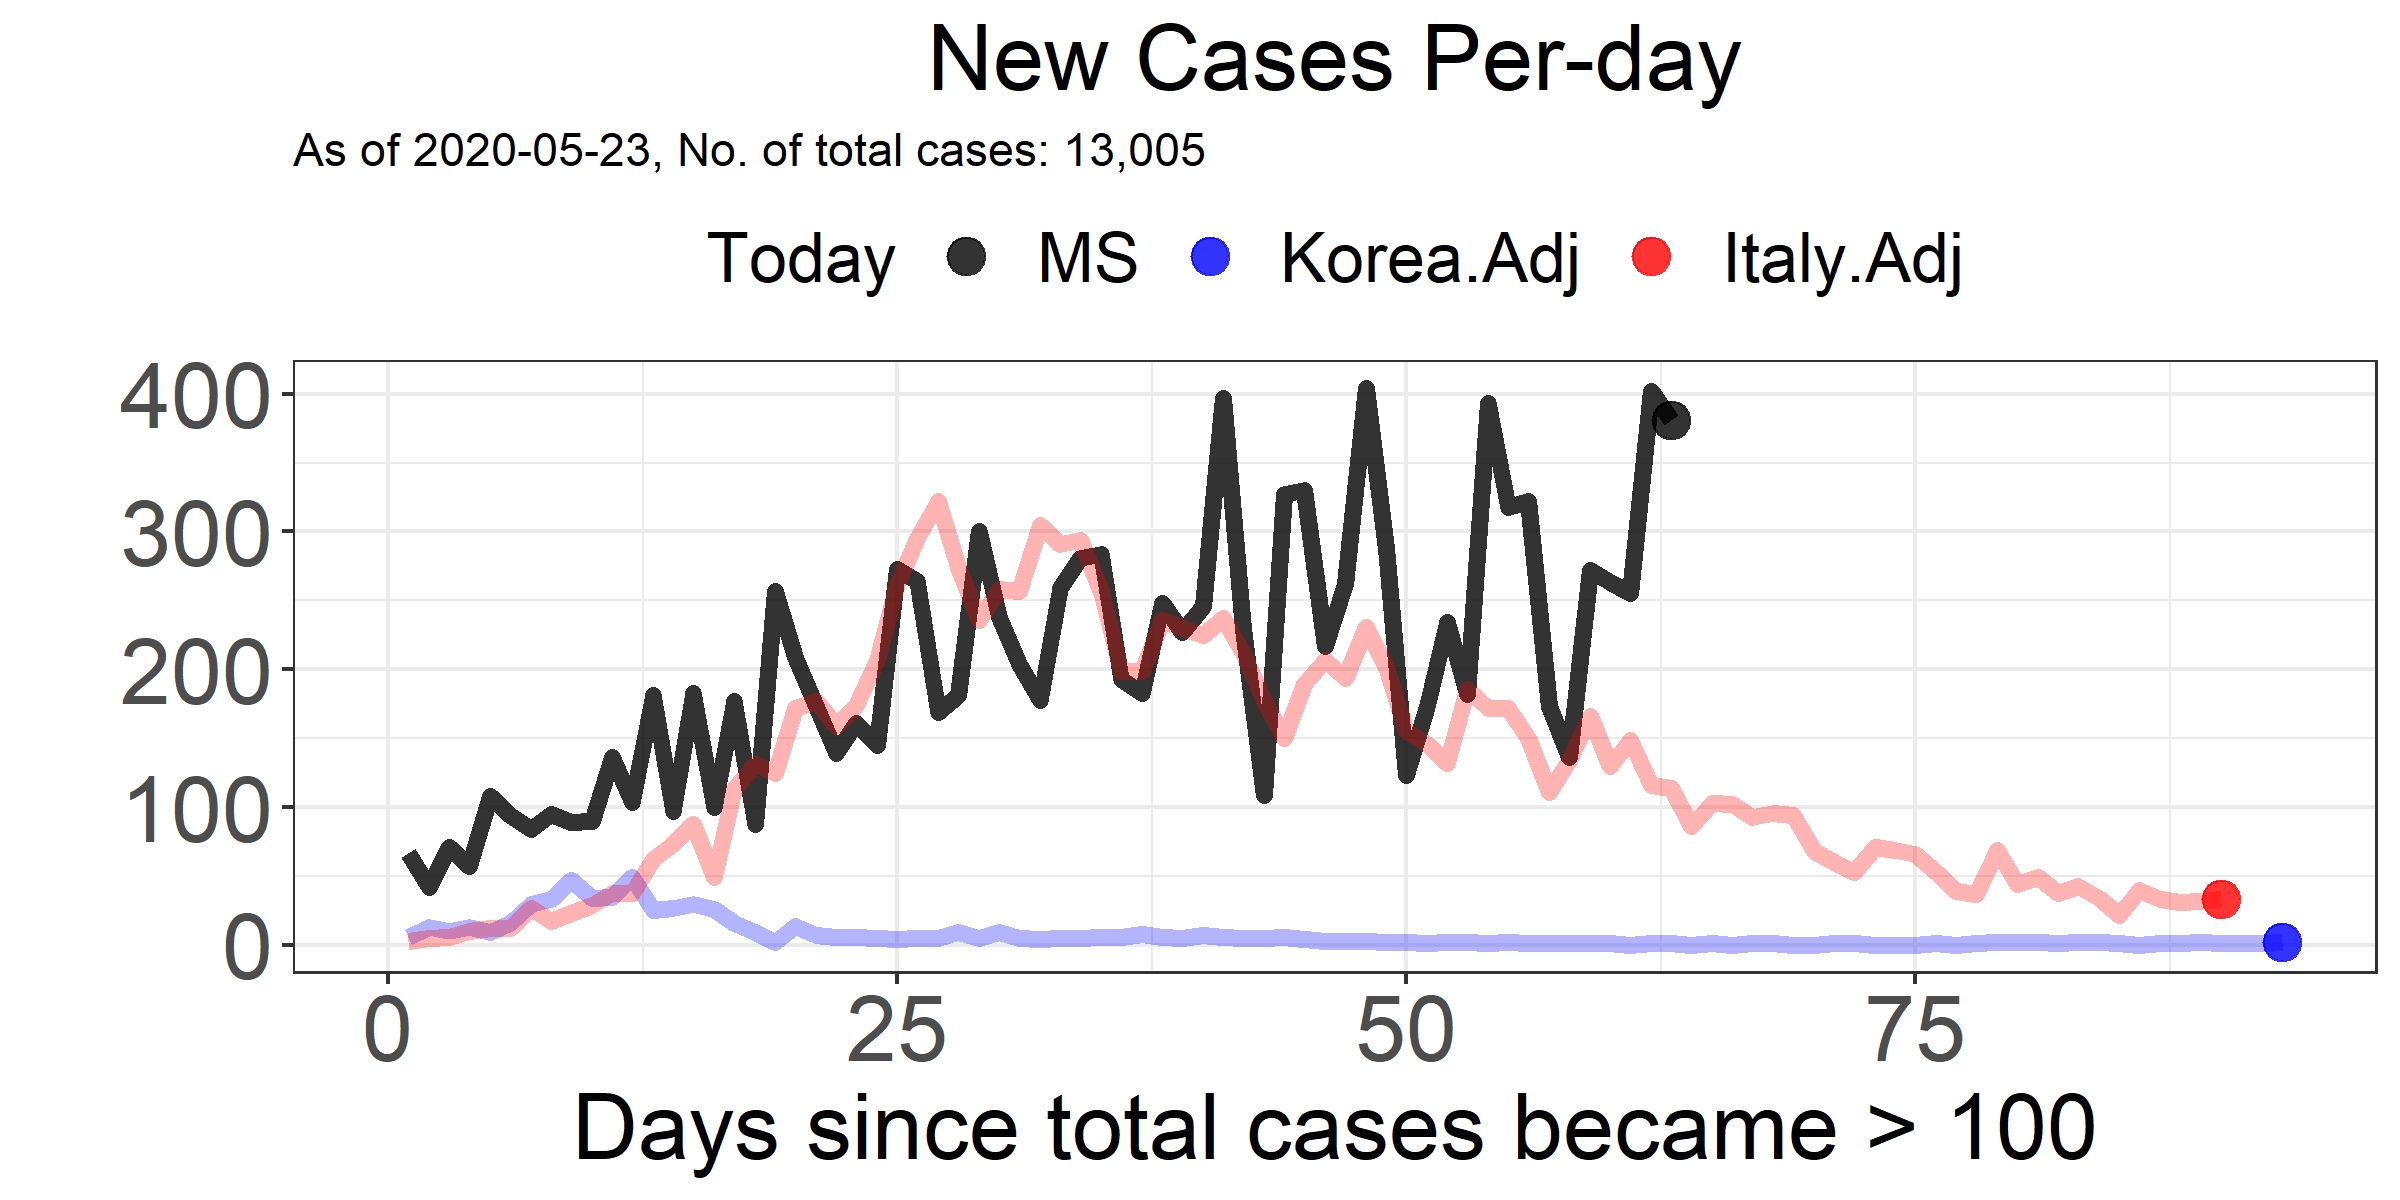 New Cases Per-day
As of 2020-05-23, No. of total cases: 13,005
Today MS Korea.Adj Italy.Adj
400
300
200
100
0
0 25 50 75
Days since total cases became > 100